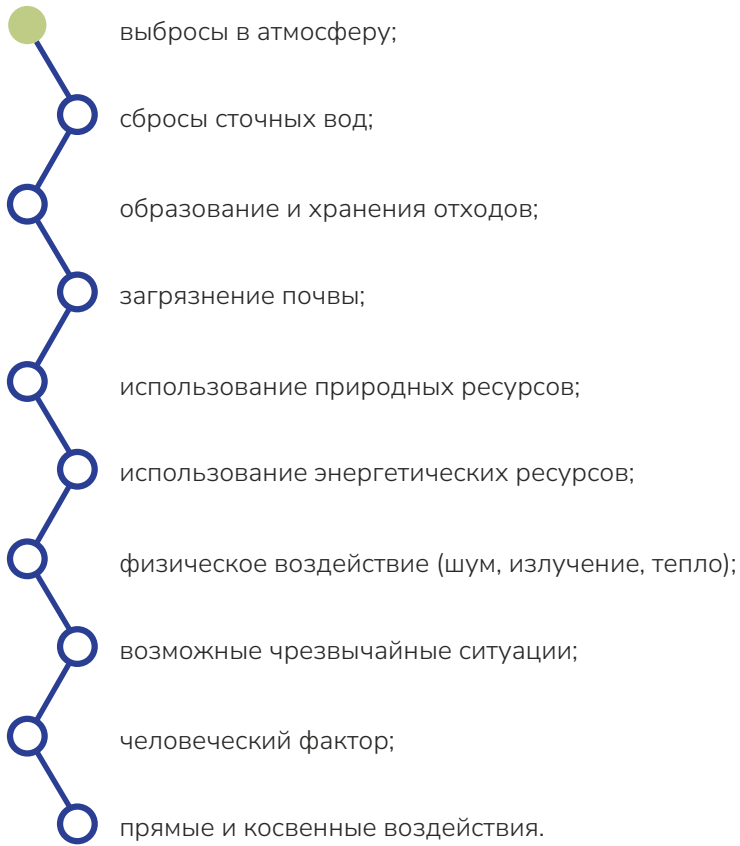 выбросы в атмосферу;
сбросы сточных вод;
образование и хранения отходов;
загрязнение почвы;
использование природных ресурсов;
использование энергетических ресурсов;
физическое воздействие (шум, излучение, тепло);
возможные чрезвычайные ситуации;
человеческий фактор;
прямые и косвенные воздействия.